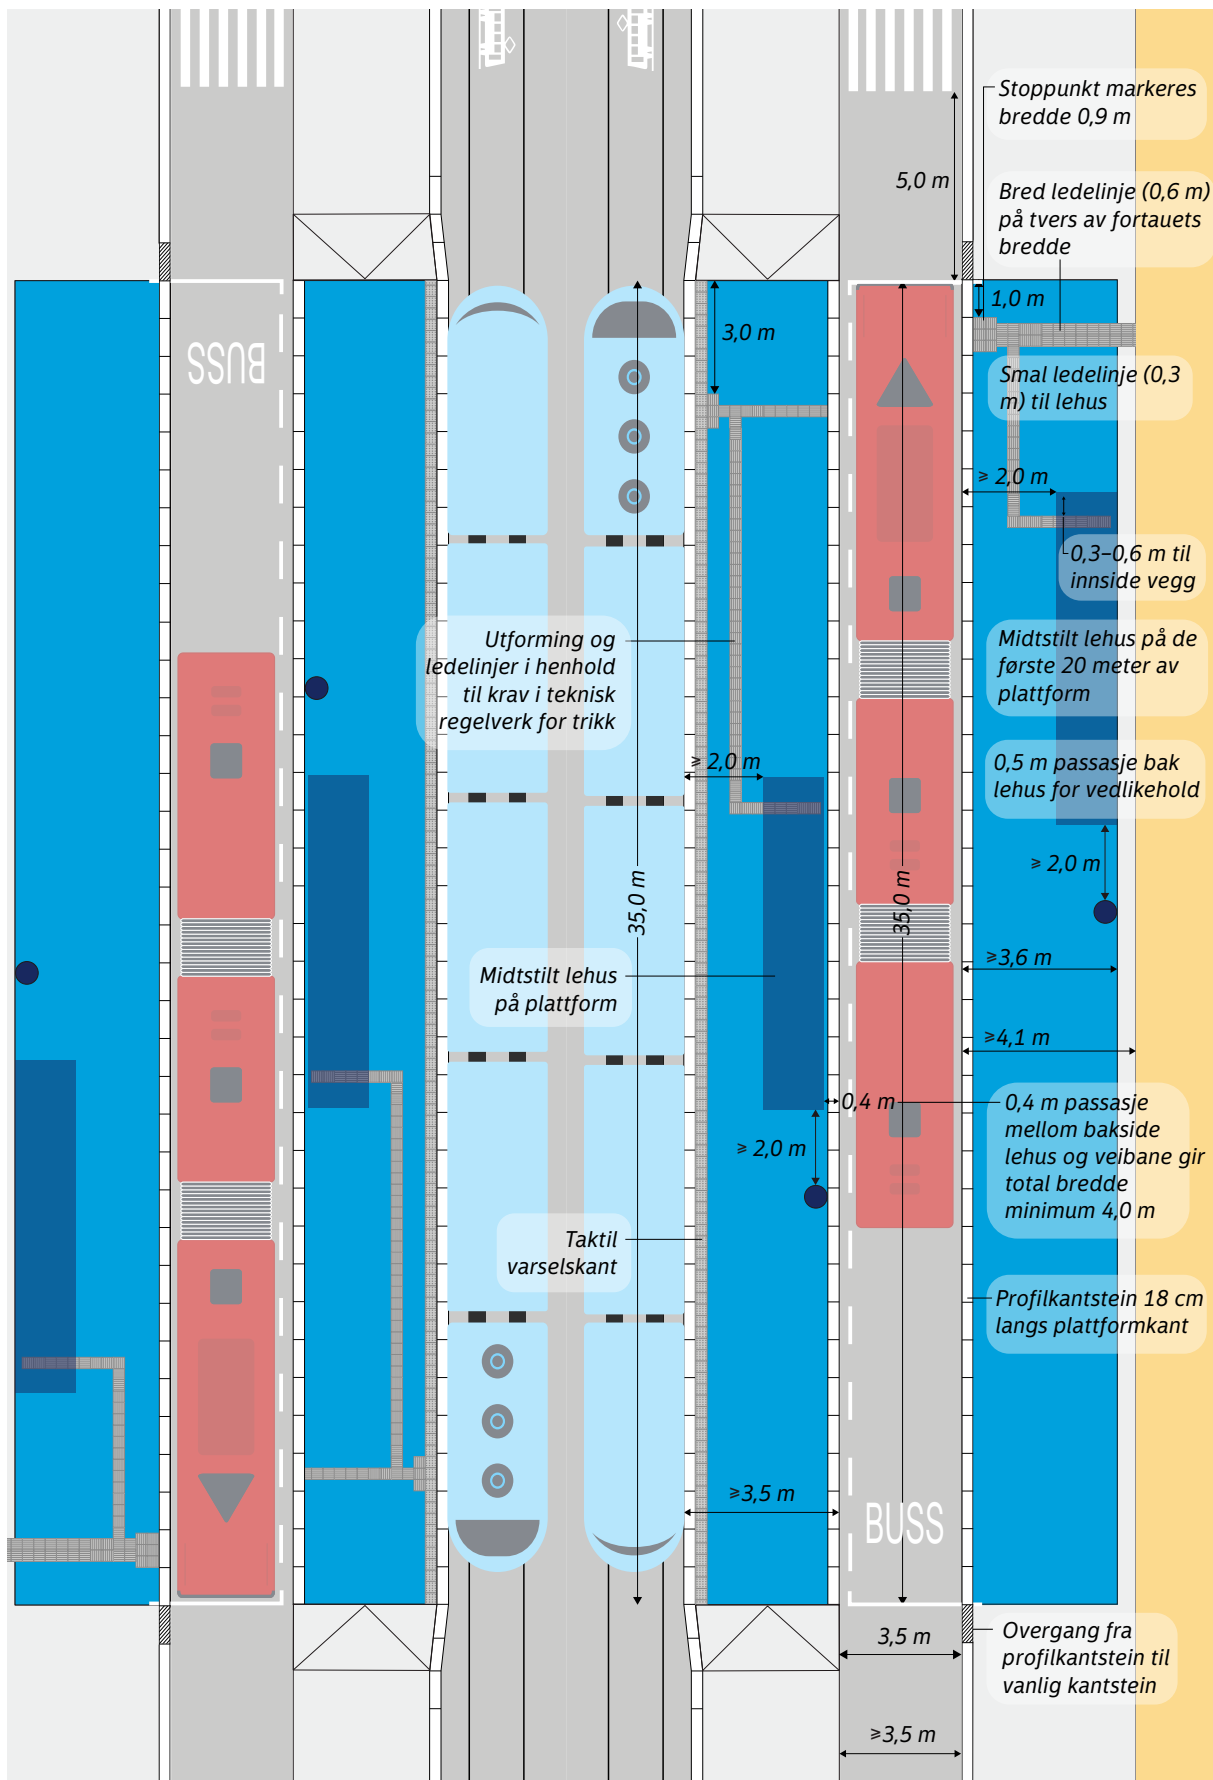 Stoppunkt markeres
bredde 0,9 m
5,0 m
Bred ledelinje (0,6 m)
på tvers av fortauets
bredde
1,0 m
3,0 m
BUSS
Smal ledelinje (0,3
m) til lehus
≥ 2,0 m
0,3–0,6 m til
innside vegg
Utforming og
ledelinjer i henhold
til krav i teknisk
regelverk for trikk
Midtstilt lehus på de
første 20 meter av
plattform
≥ 2,0 m
0,5 m passasje bak
lehus for vedlikehold
≥ 2,0 m
35,0 m
35,0 m
≥3,6 m
Midtstilt lehus
på plattform
≥4,1 m
0,4 m
0,4 m passasje
mellom bakside
lehus og veibane gir
total bredde
minimum 4,0 m
≥ 2,0 m
Taktil
varselskant
Profilkantstein 18 cm
langs plattformkant
≥3,5 m
BUSS
3,5 m
Overgang fra
profilkantstein til
vanlig kantstein
≥3,5 m